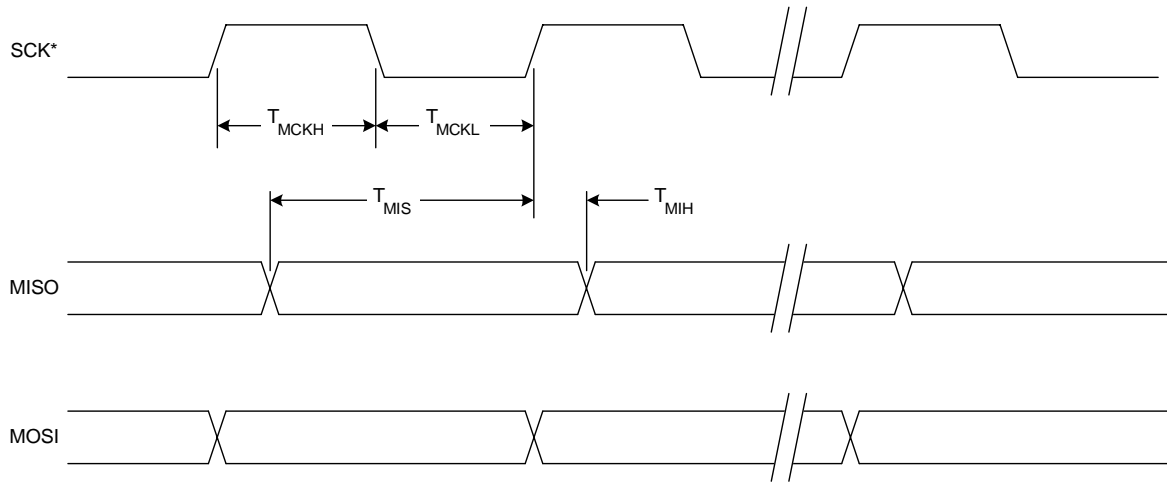 SCK*
T_MCKH
T_MCKL
T_MIS
T_MIH
MISO
MOSI